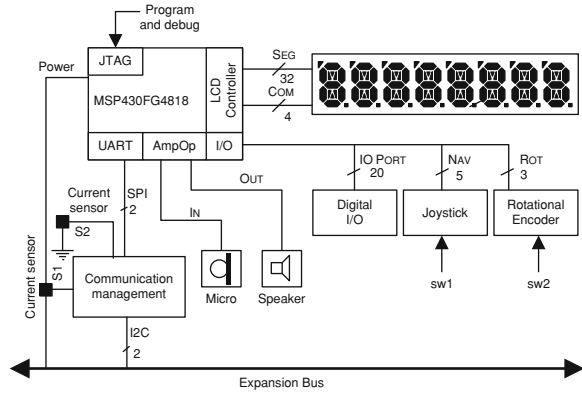 Program
and debug
Power
JTAG
MSP430FG4818
LCD
Controller
SEG
32
COM
4
UART
AmpOp
I/O
IO PORT
20
NAV
5
ROT
3
Current
sensor
S2
SPI
2
IN
OUT
Digital
I/O
Joystick
Rotational
Encoder
Current sensor
S1
Communication
management
Micro
Speaker
sw1
sw2
I2C
2
Expansion Bus